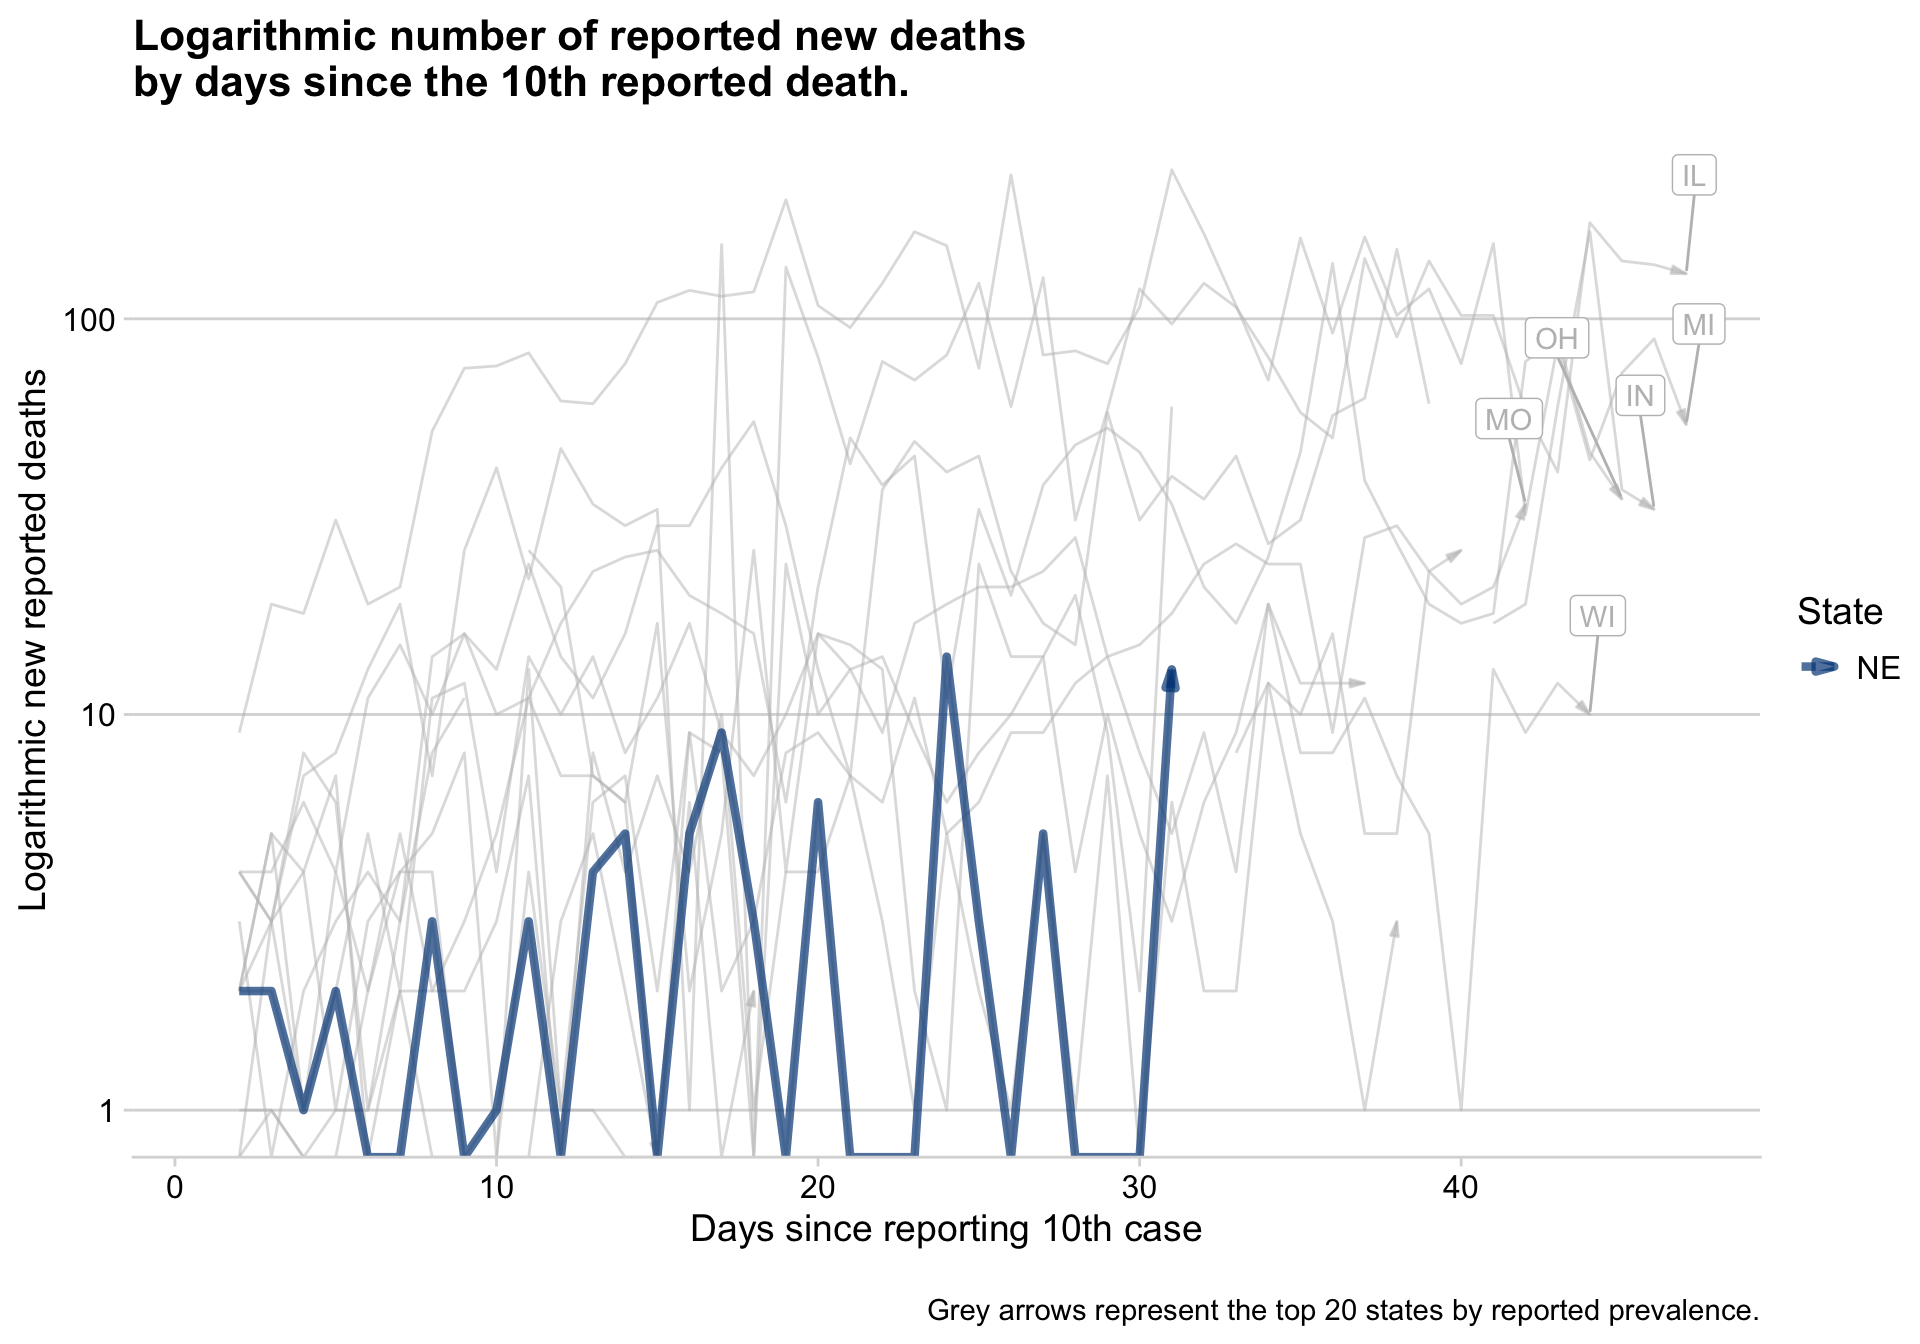 Logarithmic number of reported new deaths
by days since the 10th reported death.
Logarithmic new reported deaths
100
10
1
IL
MI
OH
IN
MO
WI
State
NE
0
10
20
30
40
Days since reporting 10th case
Grey arrows represent the top 20 states by reported prevalence.